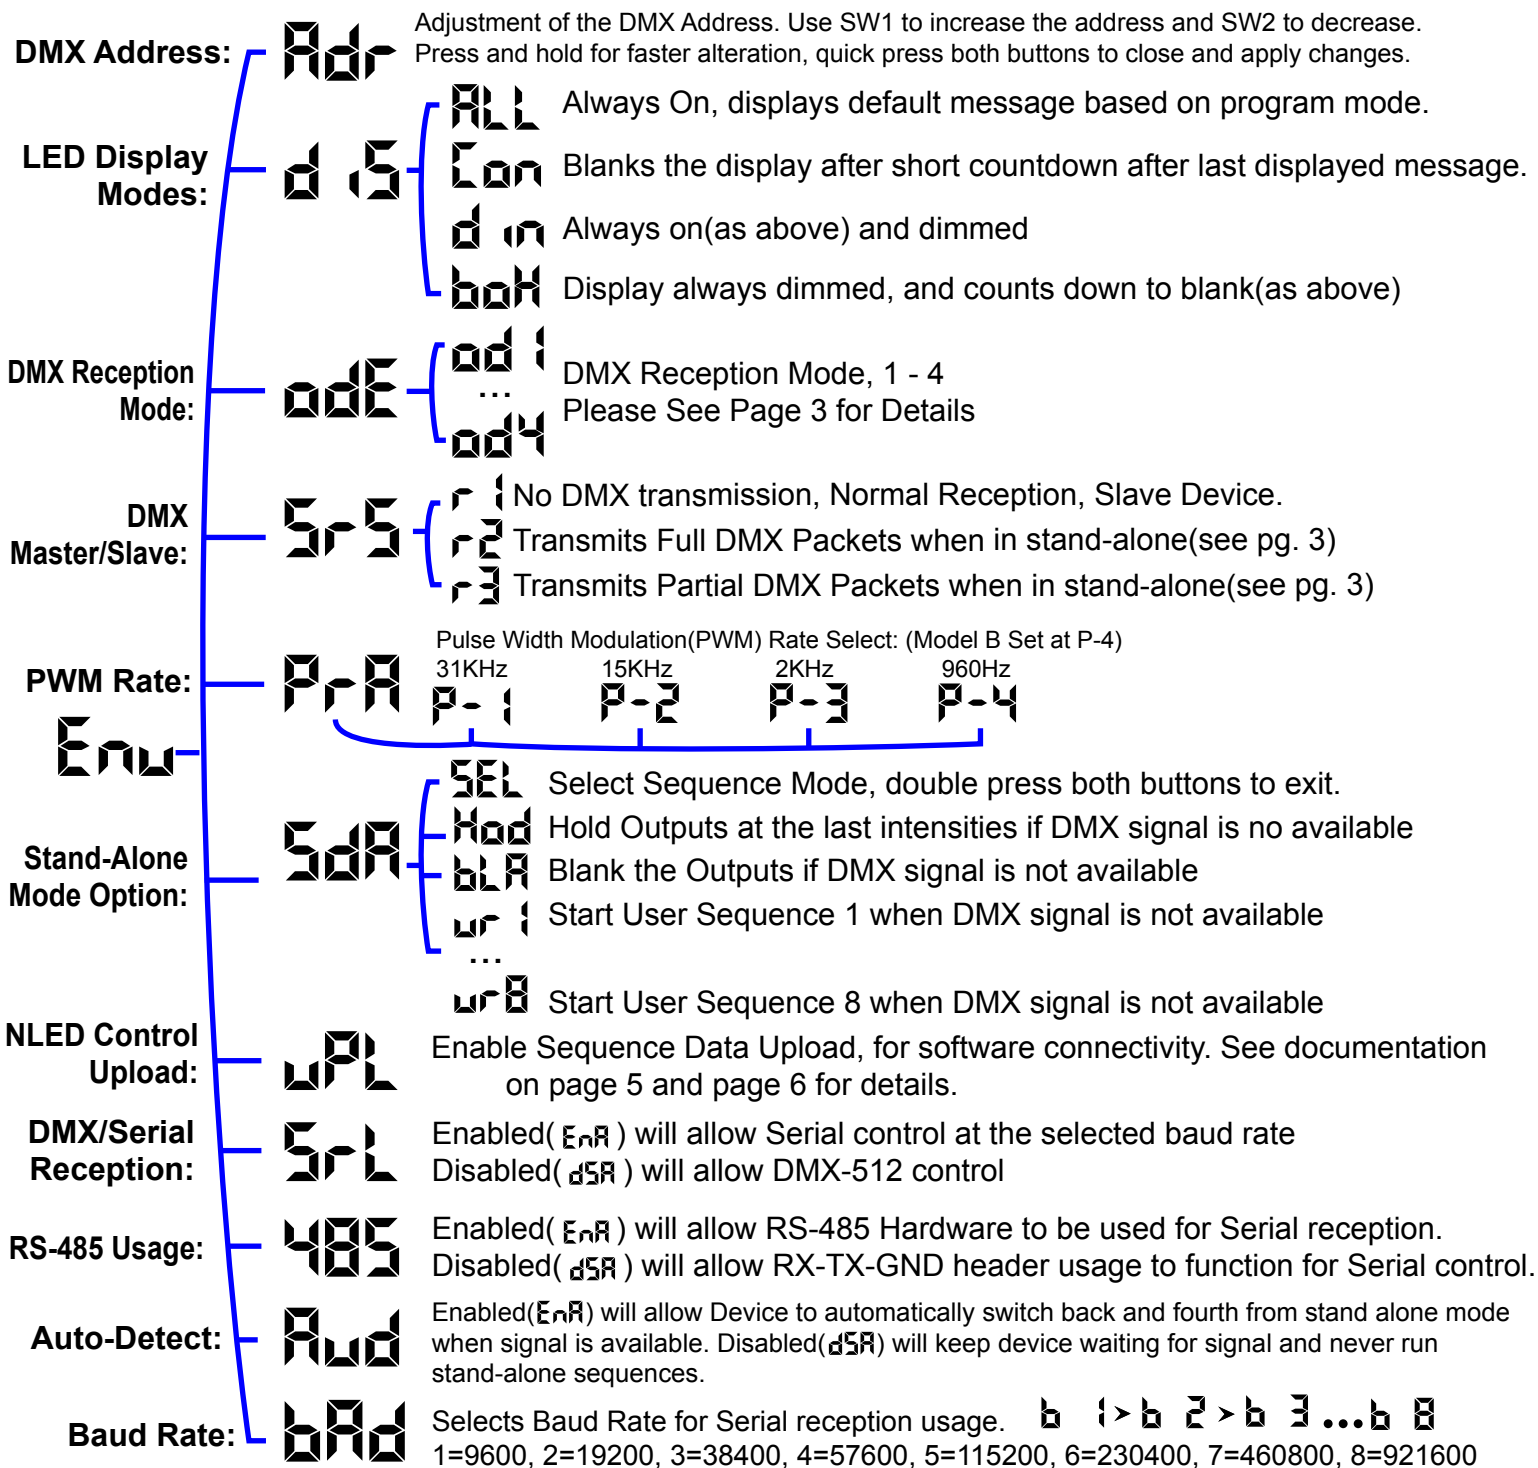 DMX Address:
Adr
Adjustment of the DMX Address. Use SW1 to increase the address and SW2 to decrease.
Press and hold for faster alteration, quick press both buttons to close and apply changes.
LED Display
Modes:
d iS
ALL Always On, displays default message based on program mode.
Con Blanks the display after short countdown after last displayed message.
d in Always on(as above) and dimmed
boH Display always dimmed, and counts down to blank(as above)
DMX Reception
Mode:
odE
od1
...
od4
DMX Reception Mode, 1 - 4
Please See Page 3 for Details
DMX
Master/Slave:
SrS
r 1 No DMX transmission, Normal Reception, Slave Device.
r2 Transmits Full DMX Packets when in stand-alone(see pg. 3)
r3 Transmits Partial DMX Packets when in stand-alone(see pg. 3)
PWM Rate:
PrA
Pulse Width Modulation(PWM) Rate Select: (Model B Set at P-4)
31KHz 15KHz 2KHz 960Hz
P-1 P-2 P-3 P-4
Enu
Stand-Alone
Mode Option:
SdA
SEL Select Sequence Mode, double press both buttons to exit.
Hod Hold Outputs at the last intensities if DMX signal is no available
bLA Blank the Outputs if DMX signal is not available
ur1 Start User Sequence 1 when DMX signal is not available
...
ur8 Start User Sequence 8 when DMX signal is not available
NLED Control
Upload:
uPL
Enable Sequence Data Upload, for software connectivity. See documentation
on page 5 and page 6 for details.
DMX/Serial
Reception:
SrL
Enabled( EnA ) will allow Serial control at the selected baud rate
Disabled( dSA ) will allow DMX-512 control
RS-485 Usage:
485
Enabled( EnA ) will allow RS-485 Hardware to be used for Serial reception.
Disabled( dSA ) will allow RX-TX-GND header usage to function for Serial control.
Auto-Detect:
Aud
Enabled(EnA) will allow Device to automatically switch back and fourth from stand alone mode
when signal is available. Disabled(dSA) will keep device waiting for signal and never run
stand-alone sequences.
Baud Rate:
bAd
Selects Baud Rate for Serial reception usage. b 1>b 2>b 3...b 8
1=9600, 2=19200, 3=38400, 4=57600, 5=115200, 6=230400, 7=460800, 8=921600